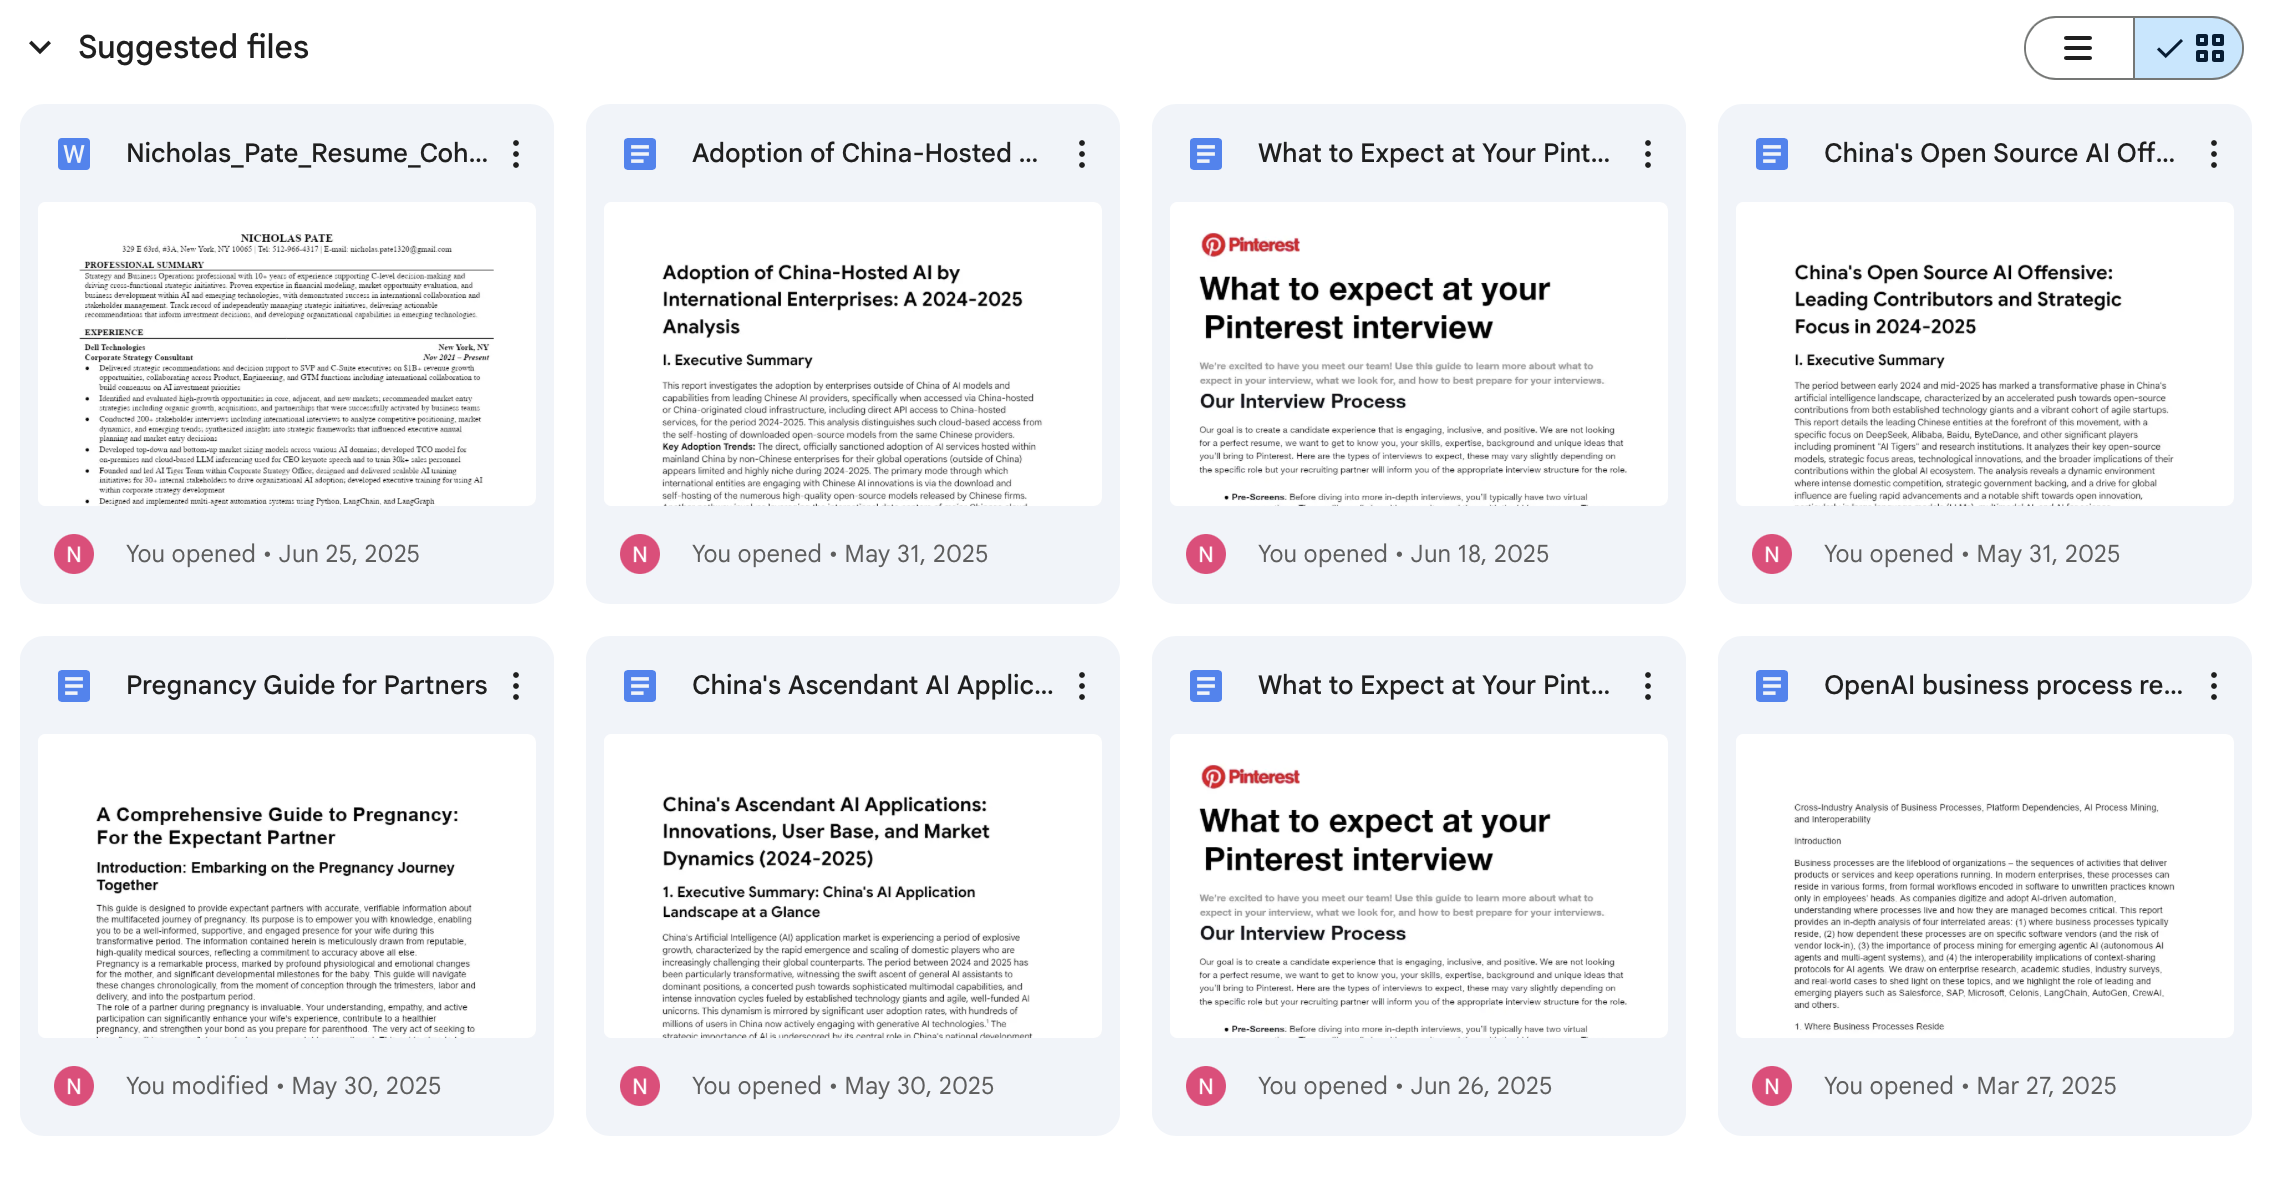 Suggested files
W
Nicholas_Pate_Resume_Coh...
NICHOLAS PATE
329 E 63rd, #3A, New York, NY 10065 | Tel: 512-966-4317 | E-mail: nicholas.pate1320@gmail.com
PROFESSIONAL SUMMARY
Strategy and Business Operations professional with 10+ years of experience supporting C-level decision-making and
driving cross-functional strategic initiatives. Proven expertise in financial modeling, market opportunity evaluation, and
business development within AI and emerging technologies, with demonstrated success in international collaboration and
stakeholder management. Track record of independently managing strategic initiatives, delivering actionable
recommendations that inform investment decisions, and developing organizational capabilities in emerging technologies.
EXPERIENCE
Dell Technologies New York, NY
Corporate Strategy Consultant Nov 2021 – Present
● Delivered strategic recommendations and decision support to SVP and C-Suite executives on $1B+ revenue growth
opportunities, collaborating across Product, Engineering, and GTM functions including international collaboration to
build consensus on AI investment priorities
● Identified and evaluated high-growth opportunities in core, adjacent, and new markets; recommended market entry
strategies including organic growth, acquisitions, and partnerships that were successfully activated by business teams
● Conducted 200+ stakeholder interviews including international interviews to analyze competitive positioning, market
dynamics, and emerging trends; synthesized insights into strategic frameworks that influenced executive annual
planning and market entry decisions
● Developed top-down and bottom-up market sizing models across various AI domains; developed TCO model for
on-premises and cloud-based LLM inferencing used for CEO keynote speech and to train 30k+ sales personnel
● Founded and led AI Tiger Team within Corporate Strategy Office, designed and delivered scalable AI training
initiatives for 30+ internal stakeholders to drive organizational AI adoption; developed executive training for using AI
within corporate strategy development
● Designed and implemented multi-agent automation systems using Python, LangChain, and LangGraph
N
You opened • Jun 25, 2025
Adoption of China-Hosted ...
Adoption of China-Hosted AI by
International Enterprises: A 2024-2025
Analysis
I. Executive Summary
This report investigates the adoption by enterprises outside of China of AI models and
capabilities from leading Chinese AI providers, specifically when accessed via China-hosted
or China-originated cloud infrastructure, including direct API access to China-hosted
services, for the period 2024-2025. This analysis distinguishes such cloud-based access from
the self-hosting of downloaded open-source models from the same Chinese providers.
Key Adoption Trends: The direct, officially sanctioned adoption of AI services hosted within
mainland China by non-Chinese enterprises for their global operations (outside of China)
appears limited and highly niche during 2024-2025. The primary mode through which
international entities are engaging with Chinese AI innovations is via the download and
self-hosting of the numerous high-quality open-source models released by Chinese firms.
N
You opened • May 31, 2025
What to Expect at Your Pint...
Pinterest
What to expect at your
Pinterest interview
We're excited to have you meet our team! Use this guide to learn more about what to
expect in your interview, what we look for, and how to best prepare for your interviews.
Our Interview Process
Our goal is to create a candidate experience that is engaging, inclusive, and positive. We are not looking
for a perfect resume, we want to get to know you, your skills, expertise, background and unique ideas that
you'll bring to Pinterest. Here are the types of interviews to expect, these may vary slightly depending on
the specific role but your recruiting partner will inform you of the appropriate interview structure for the role.
● Pre-Screens. Before diving into more in-depth interviews, you'll typically have two virtual
N
You opened • Jun 18, 2025
China's Open Source AI Off...
China's Open Source AI Offensive:
Leading Contributors and Strategic
Focus in 2024-2025
I. Executive Summary
The period between early 2024 and mid-2025 has marked a transformative phase in China's
artificial intelligence landscape, characterized by an accelerated push towards open-source
contributions from both established technology giants and a vibrant cohort of agile startups.
This report details the leading Chinese entities at the forefront of this movement, with a
specific focus on DeepSeek, Alibaba, Baidu, ByteDance, and other significant players
including prominent "AI Tigers" and research institutions. It analyzes their key open-source
models, strategic focus areas, technological innovations, and the broader implications of their
contributions within the global AI ecosystem. The analysis reveals a dynamic environment
where intense domestic competition, strategic government backing, and a drive for global
influence are fueling rapid advancements and a notable shift towards open innovation,
N
You opened • May 31, 2025
Pregnancy Guide for Partners
A Comprehensive Guide to Pregnancy:
For the Expectant Partner
Introduction: Embarking on the Pregnancy Journey
Together
This guide is designed to provide expectant partners with accurate, verifiable information about
the multifaceted journey of pregnancy. Its purpose is to empower you with knowledge, enabling
you to be a well-informed, supportive, and engaged presence for your wife during this
transformative period. The information contained herein is meticulously drawn from reputable,
high-quality medical sources, reflecting a commitment to accuracy above all else.
Pregnancy is a remarkable process, marked by profound physiological and emotional changes
for the mother, and significant developmental milestones for the baby. This guide will navigate
these changes chronologically, from the moment of conception through the trimesters, labor and
delivery, and into the postpartum period.
The role of a partner during pregnancy is invaluable. Your understanding, empathy, and active
participation can significantly enhance your wife's experience, contribute to a healthier
pregnancy, and strengthen your bond as you prepare for parenthood. The very act of seeking to
N
You modified • May 30, 2025
China's Ascendant AI Applic...
China's Ascendant AI Applications:
Innovations, User Base, and Market
Dynamics (2024-2025)
1. Executive Summary: China's AI Application
Landscape at a Glance
China's Artificial Intelligence (AI) application market is experiencing a period of explosive
growth, characterized by the rapid emergence and scaling of domestic players who are
increasingly challenging their global counterparts. The period between 2024 and 2025 has
been particularly transformative, witnessing the swift ascent of general AI assistants to
dominant positions, a concerted push towards sophisticated multimodal capabilities, and
intense innovation cycles fueled by established technology giants and agile, well-funded AI
unicorns. This dynamism is mirrored by significant user adoption rates, with hundreds of
millions of users in China now actively engaging with generative AI technologies.¹ The
strategic importance of AI is underscored by its central role in China's national development
N
You opened • May 30, 2025
What to Expect at Your Pint...
Pinterest
What to expect at your
Pinterest interview
We're excited to have you meet our team! Use this guide to learn more about what to
expect in your interview, what we look for, and how to best prepare for your interviews.
Our Interview Process
Our goal is to create a candidate experience that is engaging, inclusive, and positive. We are not looking
for a perfect resume, we want to get to know you, your skills, expertise, background and unique ideas that
you'll bring to Pinterest. Here are the types of interviews to expect, these may vary slightly depending on
the specific role but your recruiting partner will inform you of the appropriate interview structure for the role.
● Pre-Screens. Before diving into more in-depth interviews, you'll typically have two virtual
N
You opened • Jun 26, 2025
OpenAI business process re...
Cross-Industry Analysis of Business Processes, Platform Dependencies, AI Process Mining,
and Interoperability
Introduction
Business processes are the lifeblood of organizations – the sequences of activities that deliver
products or services and keep operations running. In modern enterprises, these processes can
reside in various forms, from formal workflows encoded in software to unwritten practices known
only in employees' heads. As companies digitize and adopt AI-driven automation,
understanding where processes live and how they are managed becomes critical. This report
provides an in-depth analysis of four interrelated areas: (1) where business processes typically
reside, (2) how dependent these processes are on specific software vendors (and the risk of
vendor lock-in), (3) the importance of process mining for emerging agentic AI (autonomous AI
agents and multi-agent systems), and (4) the interoperability implications of context-sharing
protocols for AI agents. We draw on enterprise research, academic studies, industry surveys,
and real-world cases to shed light on these topics, and we highlight the role of leading and
emerging players such as Salesforce, SAP, Microsoft, Celonis, LangChain, AutoGen, CrewAI,
and others.
1. Where Business Processes Reside
N
You opened • Mar 27, 2025